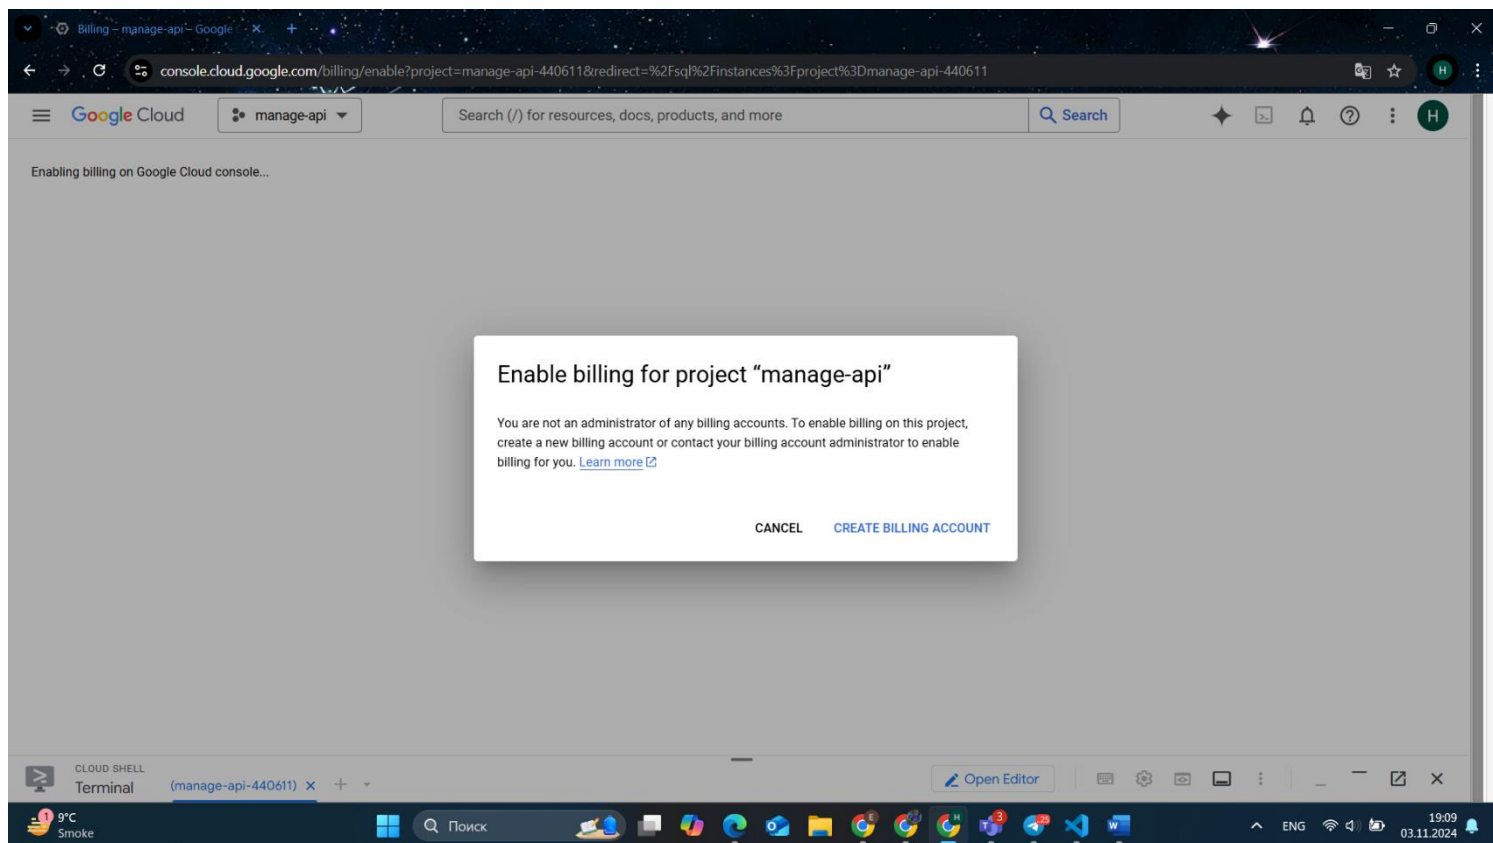 Billing – manage-api – Google
console.cloud.google.com/billing/enable?project=manage-api-440611&redirect=%2Fsql%2Finstances%3Fproject%3Dmanage-api-440611
H
Google Cloud
manage-api
Search (/) for resources, docs, products, and more
Search
H
Enabling billing on Google Cloud console...
Enable billing for project “manage-api”
You are not an administrator of any billing accounts. To enable billing on this project,
create a new billing account or contact your billing account administrator to enable
billing for you. Learn more
CANCEL
CREATE BILLING ACCOUNT
CLOUD SHELL
Terminal
(manage-api-440611)
Open Editor
1
9°C
Smoke
Поиск
3
25
ENG
19:09
03.11.2024